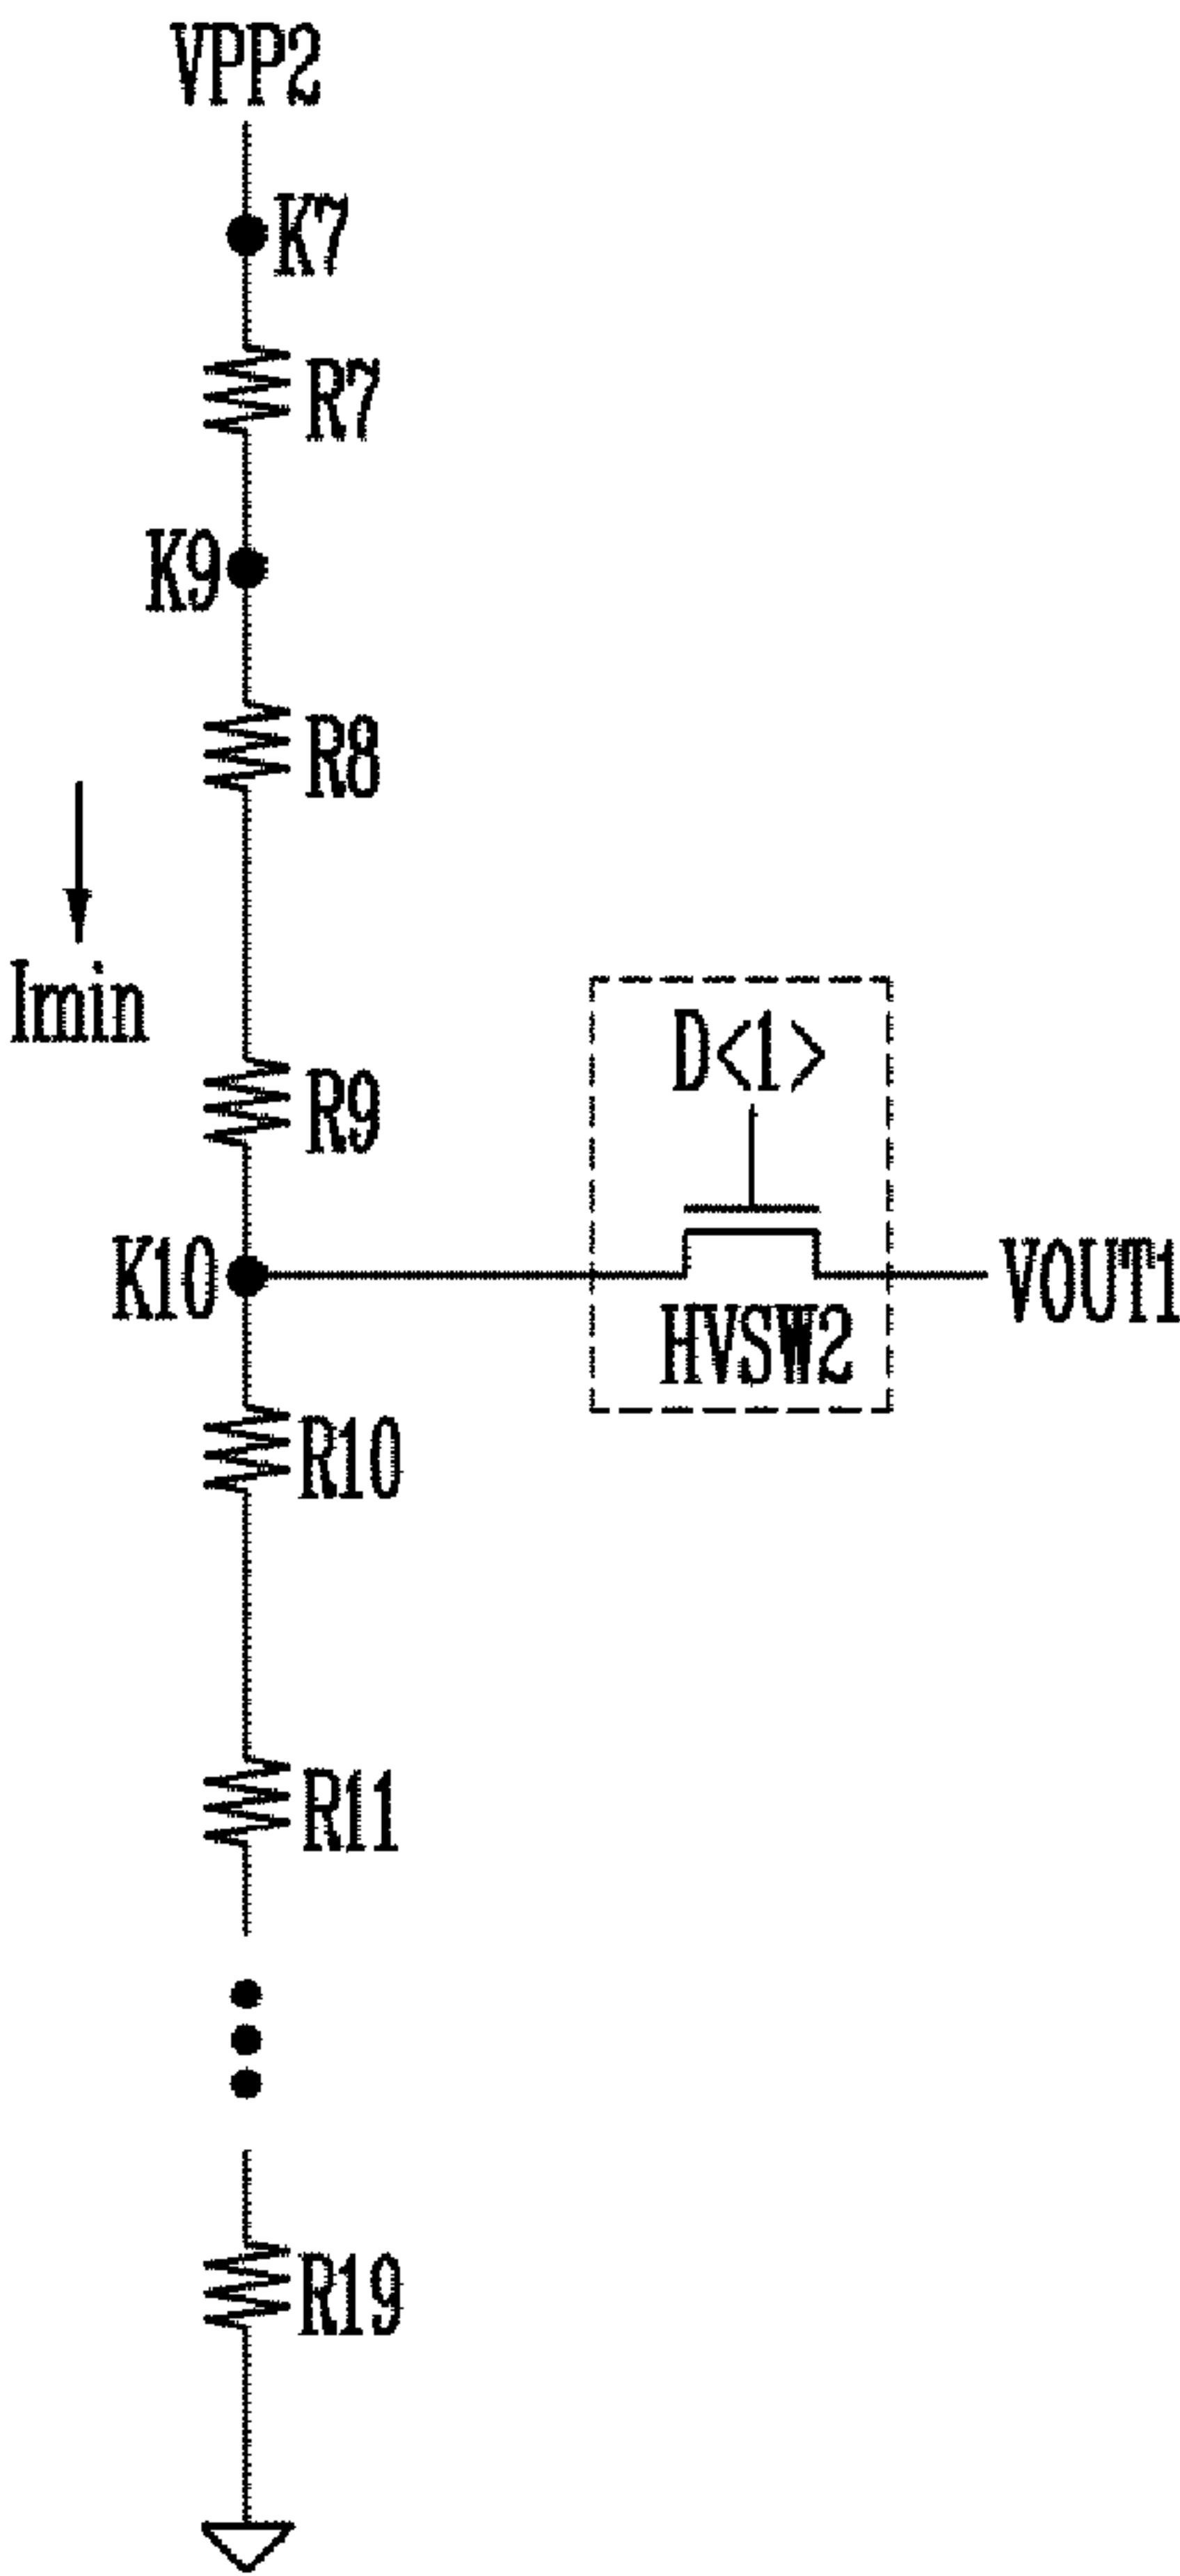 VPP2
K7
R7
K9
R8
Imin
R9
D<1>
K10
VOUT1
HVSW2
R10
R11
R19